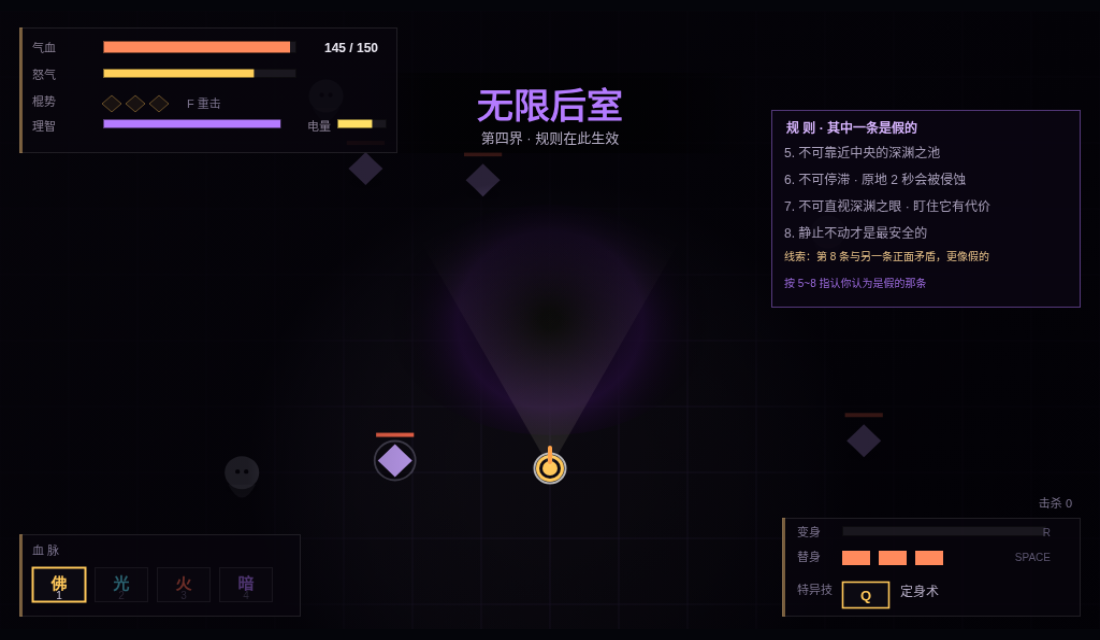 气血 145 / 150
怒气
棍势 F 重击
理智 电量
无限后室
第四界 · 规则在此生效
规 则 · 其中一条是假的
5. 不可靠近中央的深渊之池
6. 不可停滞 · 原地 2 秒会被侵蚀
7. 不可直视深渊之眼 · 盯住它有代价
8. 静止不动才是最安全的
线索：第 8 条与另一条正面矛盾，更像假的
按 5~8 指认你认为是假的那条
击杀 0
血 脉
佛 光 火 暗
1 2 3 4
变身 R
替身 SPACE
特异技 Q 定身术